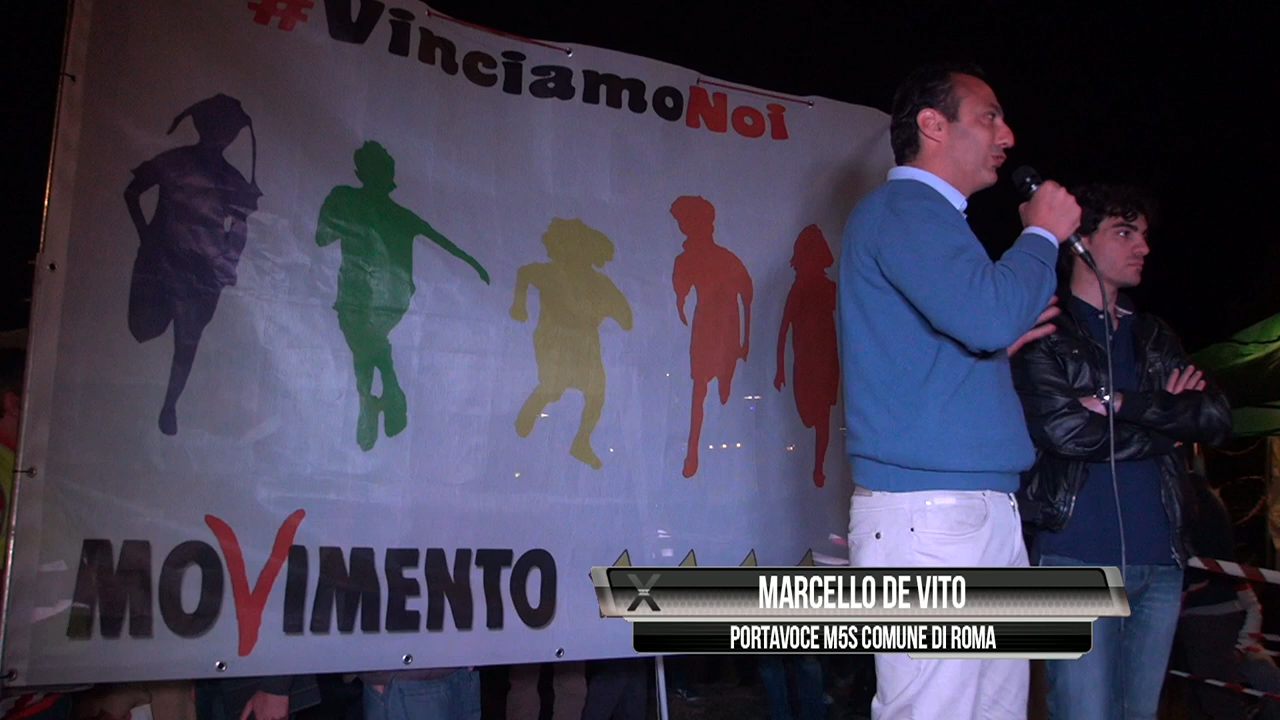 #VinciamoNoi
MOVIMENTO
MARCELLO DE VITO
PORTAVOCE M5S COMUNE DI ROMA